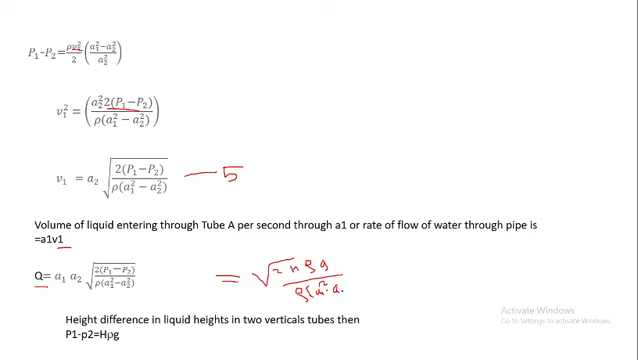 P₁-P₂=ρv₁²/2 ((a₁²−a₂²)/a₂²)
v₁² = (a₂²2(P₁−P₂)/ρ(a₁²−a₂²))
v₁ = a₂ √(2(P₁−P₂)/ρ(a₁²−a₂²)) — 5
Volume of liquid entering through Tube A per second through a1 or rate of flow of water through pipe is
=a1v1
Q= a₁ a₂ √(2(P₁−P₂)/ρ(a₁²−a₂²)) = √(2 h ρ g/ρ(a₁²-a.
Height difference in liquid heights in two verticals tubes then
P1-p2=Hρg
Activate Windows
Go to Settings to activate Windows.